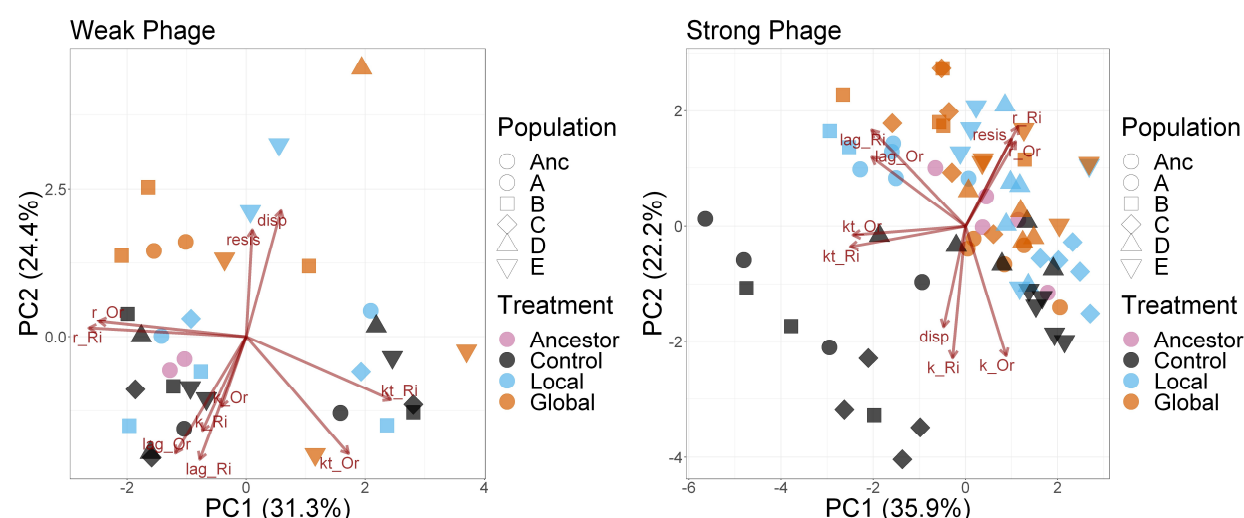 Weak Phage
PC2 (24.4%)
2.5
0.0
disp
resis
r_Or
r_Ri
kt_Ri
k_Or
k_Ri
lag_Or
lag_Ri
kt_Or
-2
0
2
4
PC1 (31.3%)
Population
Anc
A
B
C
D
E
Treatment
Ancestor
Control
Local
Global
Strong Phage
PC2 (22.2%)
2
0
-2
-4
r_Ri
resis
r_Or
lag_Ri
lag_Or
kt_Or
kt_Ri
disp
k_Ri
k_Or
-6
-4
-2
0
2
PC1 (35.9%)
Population
Anc
A
B
C
D
E
Treatment
Ancestor
Control
Local
Global